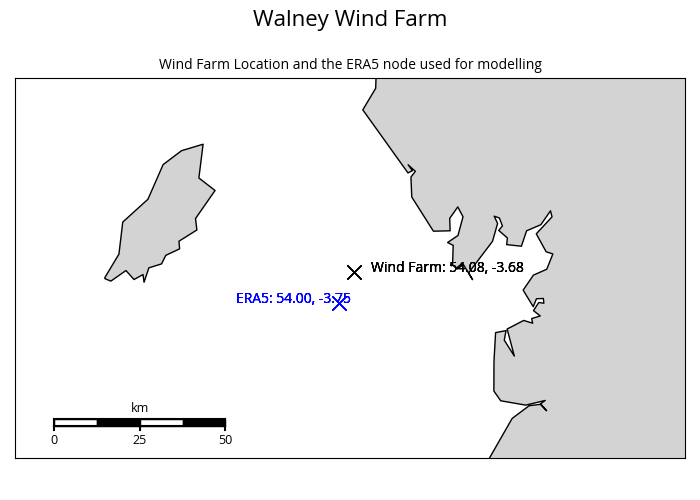 Walney Wind Farm
Wind Farm Location and the ERA5 node used for modelling
Wind Farm: 54.08, -3.68
ERA5: 54.00, -3.75
km
0 25 50